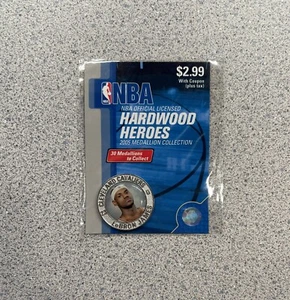 $2.99
With Coupon
(plus tax)
NBA
NBA OFFICIAL LICENSED
HARDWOOD
HEROES
2005 MEDALLION COLLECTION
30 Medallions
to Collect
CLEVELAND CAVALIERS
LeBRON JAMES